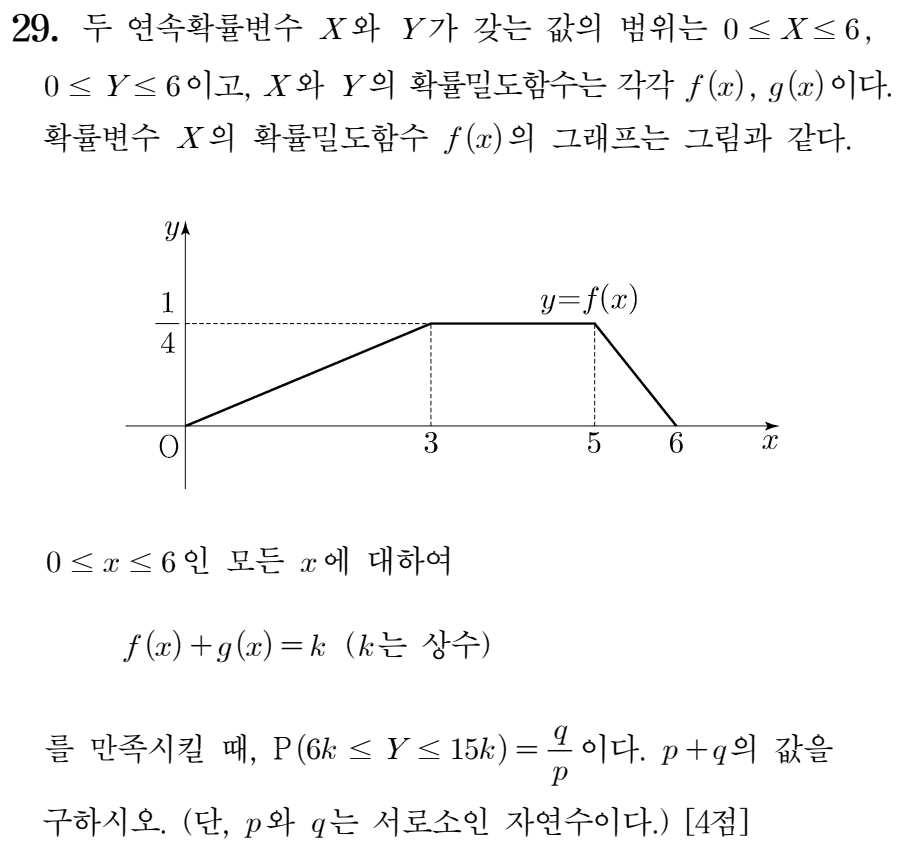 29. 두 연속확률변수 X와 Y가 갖는 값의 범위는 0 ≤ X ≤ 6,
0 ≤ Y ≤ 6이고, X와 Y의 확률밀도함수는 각각 f(x), g(x)이다.
확률변수 X의 확률밀도함수 f(x)의 그래프는 그림과 같다.
y
1/4
y=f(x)
O 3 5 6 x
0 ≤ x ≤ 6인 모든 x에 대하여
f(x)+g(x)=k (k는 상수)
를 만족시킬 때, P(6k ≤ Y ≤ 15k) = q/p 이다. p+q의 값을
구하시오. (단, p와 q는 서로소인 자연수이다.) [4점]